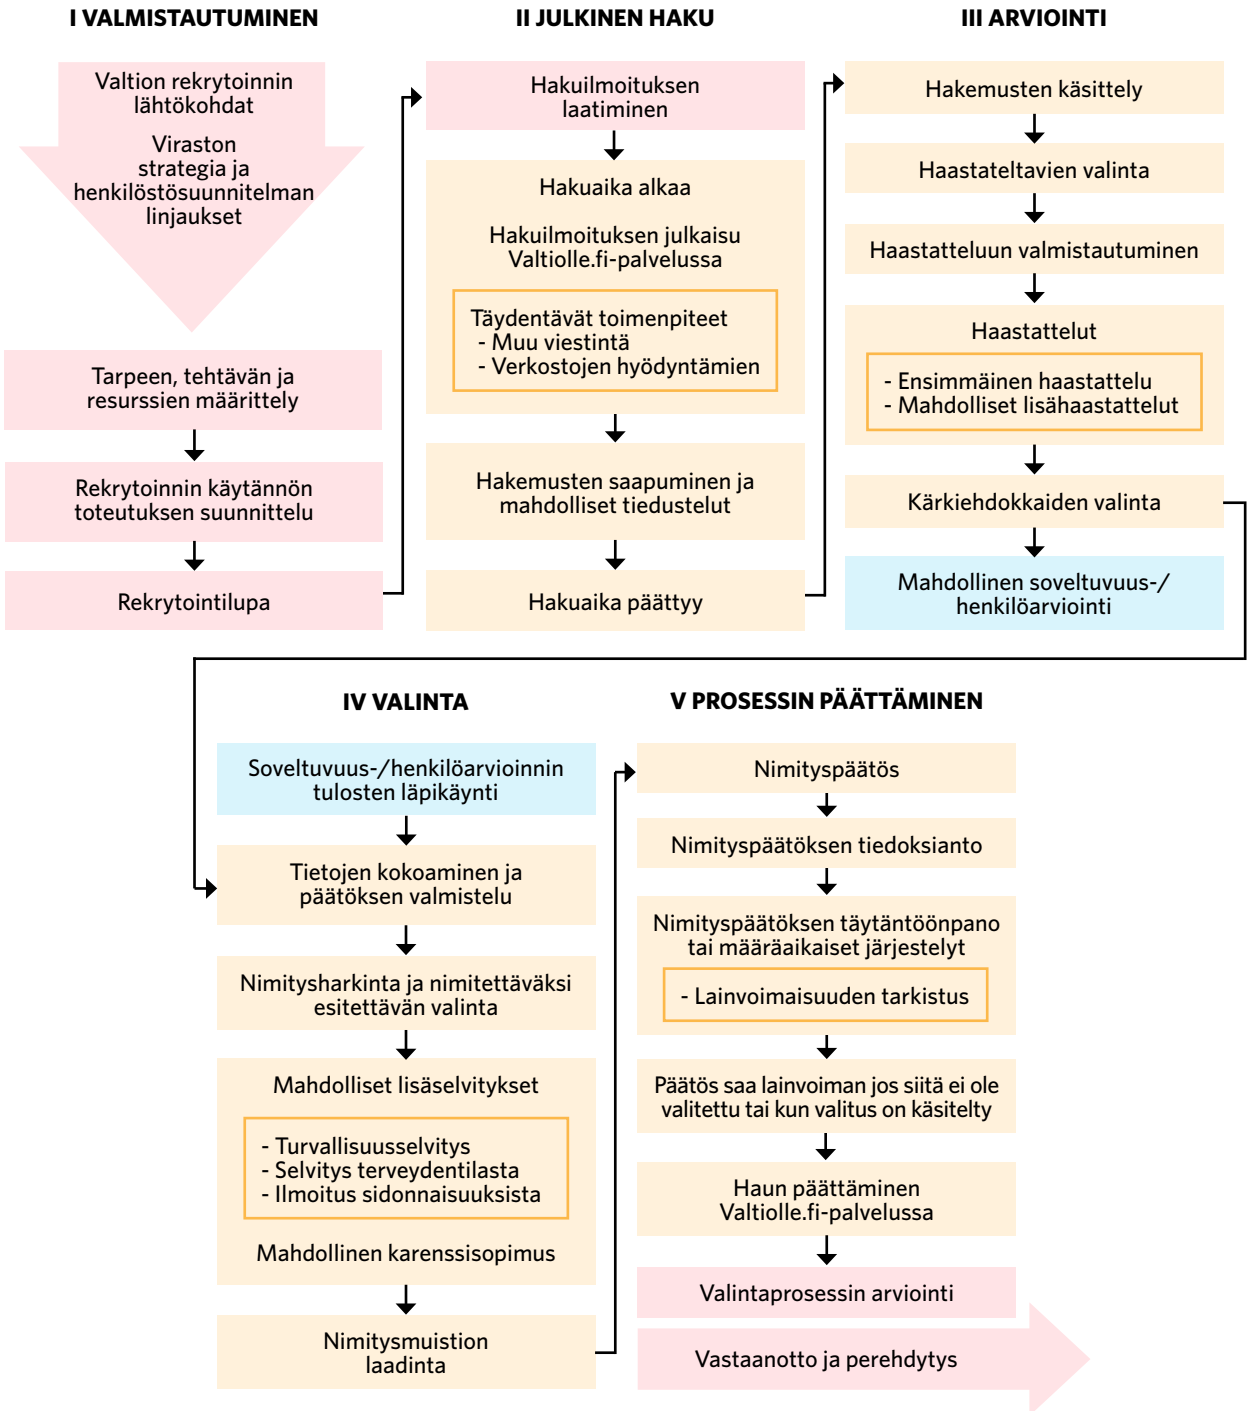 I VALMISTAUTUMINEN
Valtion rekrytoinnin
lähtökohdat
Viraston
strategia ja
henkilöstösuunnitelman
linjaukset
Tarpeen, tehtävän ja
resurssien määrittely
Rekrytoinnin käytännön
toteutuksen suunnittelu
Rekrytointilupa
II JULKINEN HAKU
Hakuilmoituksen
laatiminen
Hakuaika alkaa
Hakuilmoituksen julkaisu
Valtiolle.fi-palvelussa
Täydentävät toimenpiteet
- Muu viestintä
- Verkostojen hyödyntämien
Hakemusten saapuminen ja
mahdolliset tiedustelut
Hakuaika päättyy
III ARVIOINTI
Hakemusten käsittely
Haastateltavien valinta
Haastatteluun valmistautuminen
Haastattelut
- Ensimmäinen haastattelu
- Mahdolliset lisähaastattelut
Kärkiehdokkaiden valinta
Mahdollinen soveltuvuus-/
henkilöarviointi
IV VALINTA
Soveltuvuus-/henkilöarvioinnin
tulosten läpikäynti
Tietojen kokoaminen ja
päätöksen valmistelu
Nimitysharkinta ja nimitettäväksi
esitettävän valinta
Mahdolliset lisäselvitykset
- Turvallisuusselvitys
- Selvitys terveydentilasta
- Ilmoitus sidonnaisuuksista
Mahdollinen karenssisopimus
Nimitysmuistion
laadinta
V PROSESSIN PÄÄTTÄMINEN
Nimityspäätös
Nimityspäätöksen tiedoksianto
Nimityspäätöksen täytäntöönpano
tai määräaikaiset järjestelyt
- Lainvoimaisuuden tarkistus
Päätös saa lainvoiman jos siitä ei ole
valitettu tai kun valitus on käsitelty
Haun päättäminen
Valtiolle.fi-palvelussa
Valintaprosessin arviointi
Vastaanotto ja perehdytys